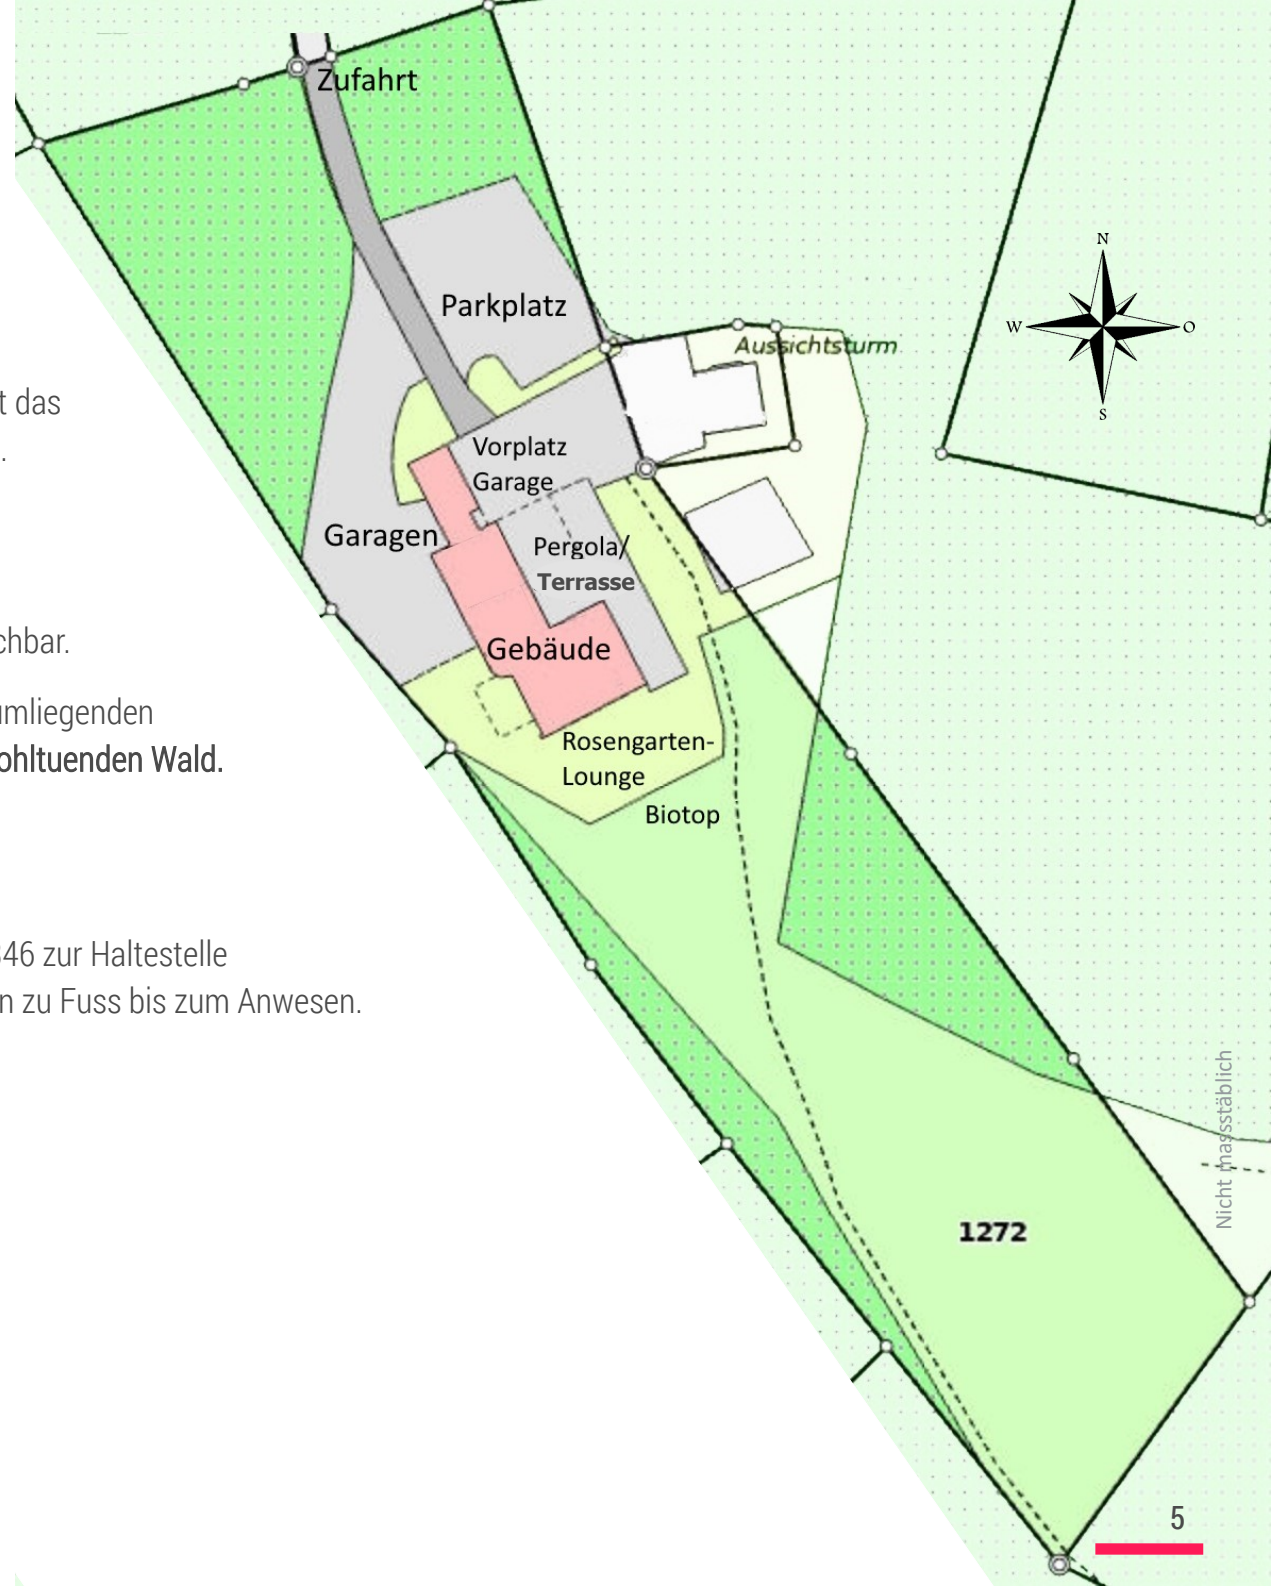 Zufahrt
N
W
O
S
Parkplatz
Aussichtsturm
t das
.
Vorplatz
Garage
Garagen
Pergola/
Terrasse
chbar.
Gebäude
umliegenden
ohltuenden Wald.
Rosengarten-
Lounge
Biotop
346 zur Haltestelle
n zu Fuss bis zum Anwesen.
Nicht massstäblich
1272
5